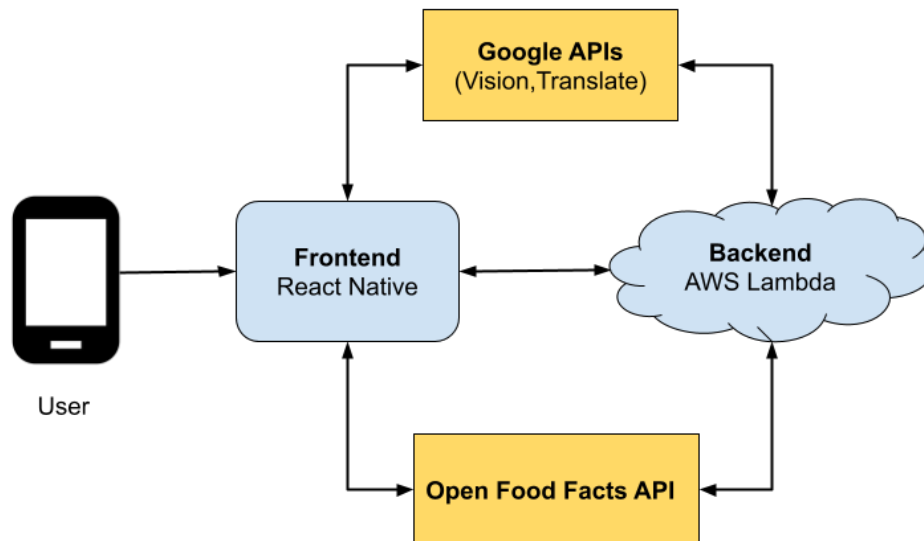 Google APIs
(Vision,Translate)
Frontend
React Native
Backend
AWS Lambda
User
Open Food Facts API